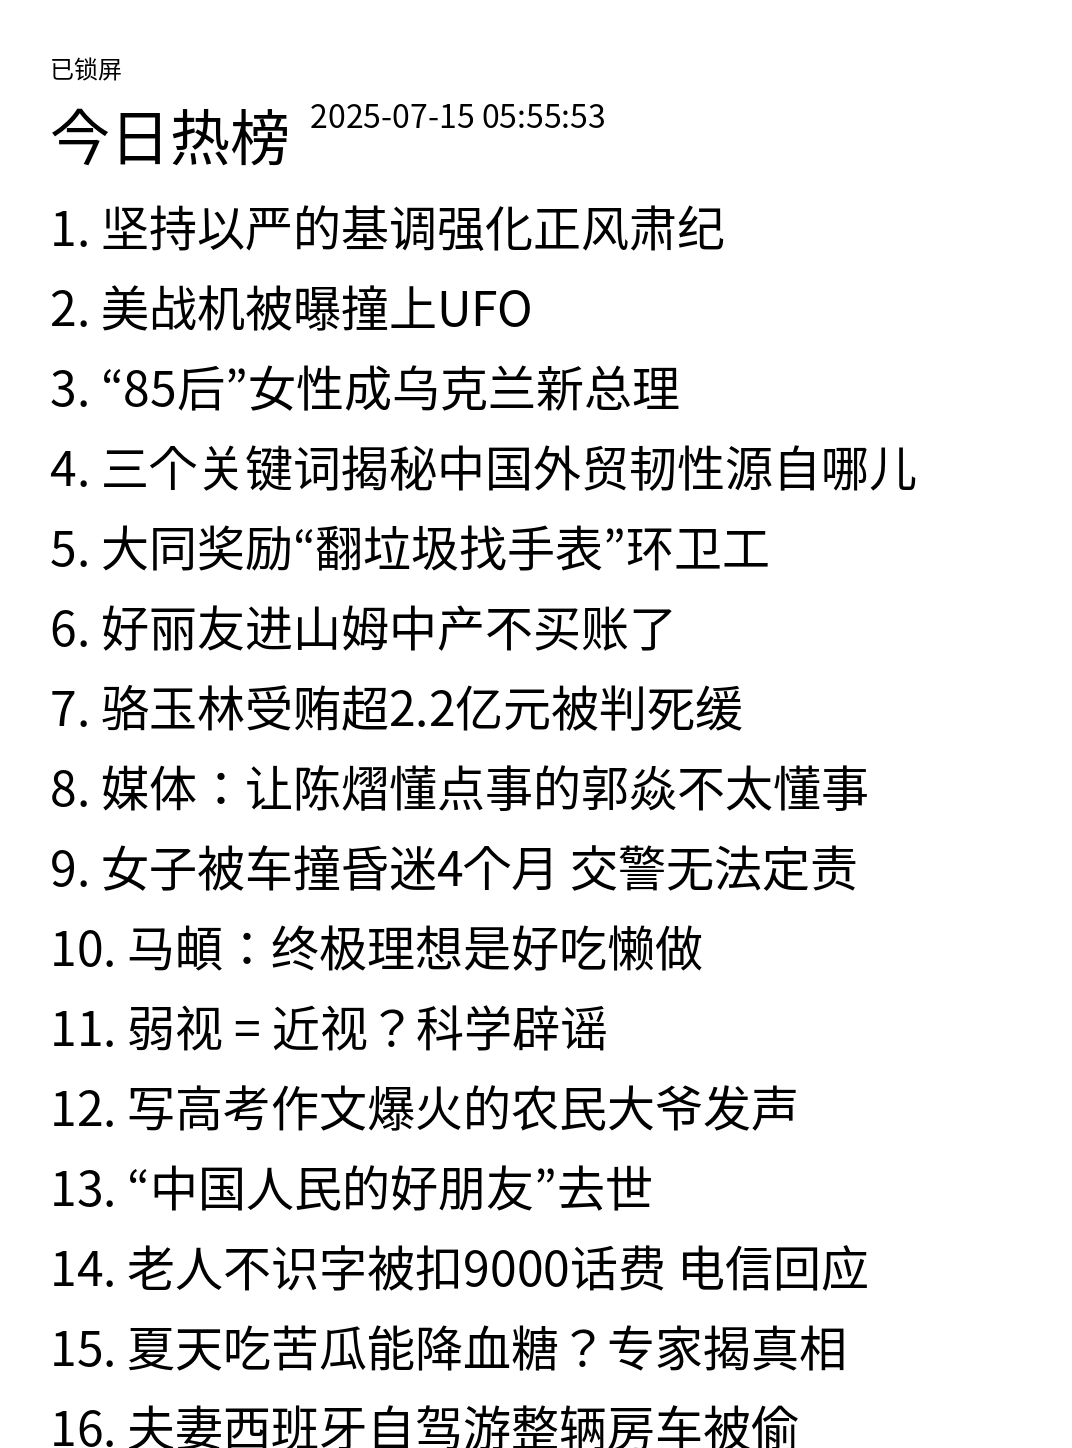 已锁屏
今日热榜 2025-07-15 05:55:53
1. 坚持以严的基调强化正风肃纪
2. 美战机被曝撞上UFO
3. “85后”女性成乌克兰新总理
4. 三个关键词揭秘中国外贸韧性源自哪儿
5. 大同奖励“翻垃圾找手表”环卫工
6. 好丽友进山姆中产不买账了
7. 骆玉林受贿超2.2亿元被判死缓
8. 媒体：让陈熠懂点事的郭焱不太懂事
9. 女子被车撞昏迷4个月 交警无法定责
10. 马頔：终极理想是好吃懒做
11. 弱视 = 近视？科学辟谣
12. 写高考作文爆火的农民大爷发声
13. “中国人民的好朋友”去世
14. 老人不识字被扣9000话费 电信回应
15. 夏天吃苦瓜能降血糖？专家揭真相
16. 夫妻西班牙自驾游整辆房车被偷